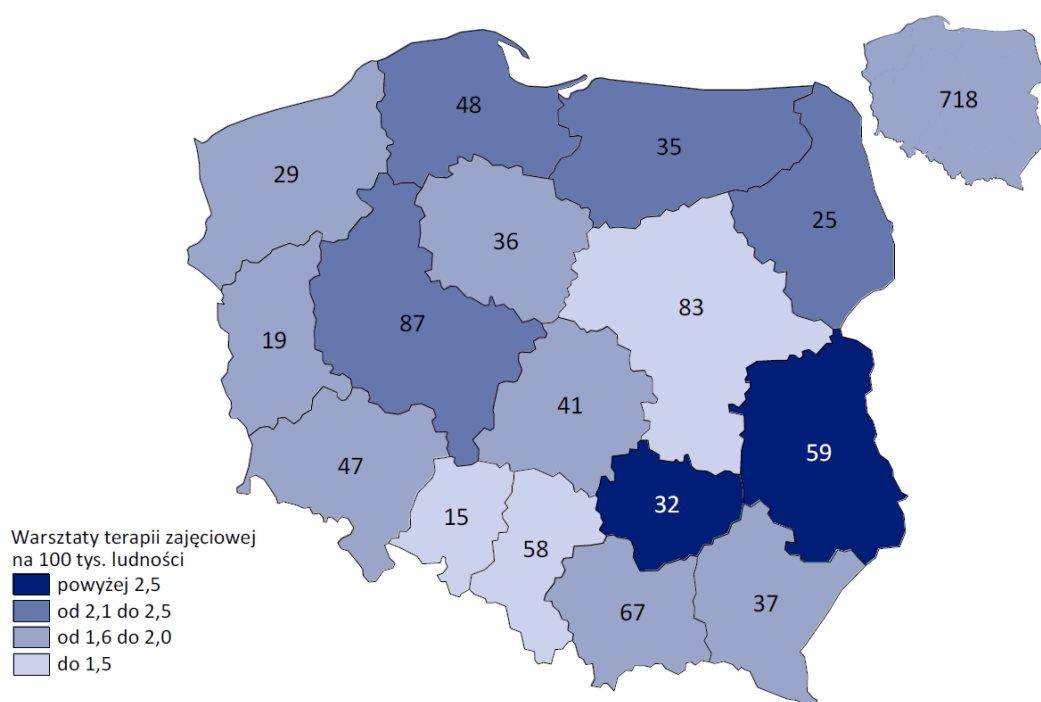 718
48
35
29
25
36
83
87
19
41
59
47
32
15
58
37
67
Warsztaty terapii zajęciowej
na 100 tys. ludności
powyżej 2,5
od 2,1 do 2,5
od 1,6 do 2,0
do 1,5